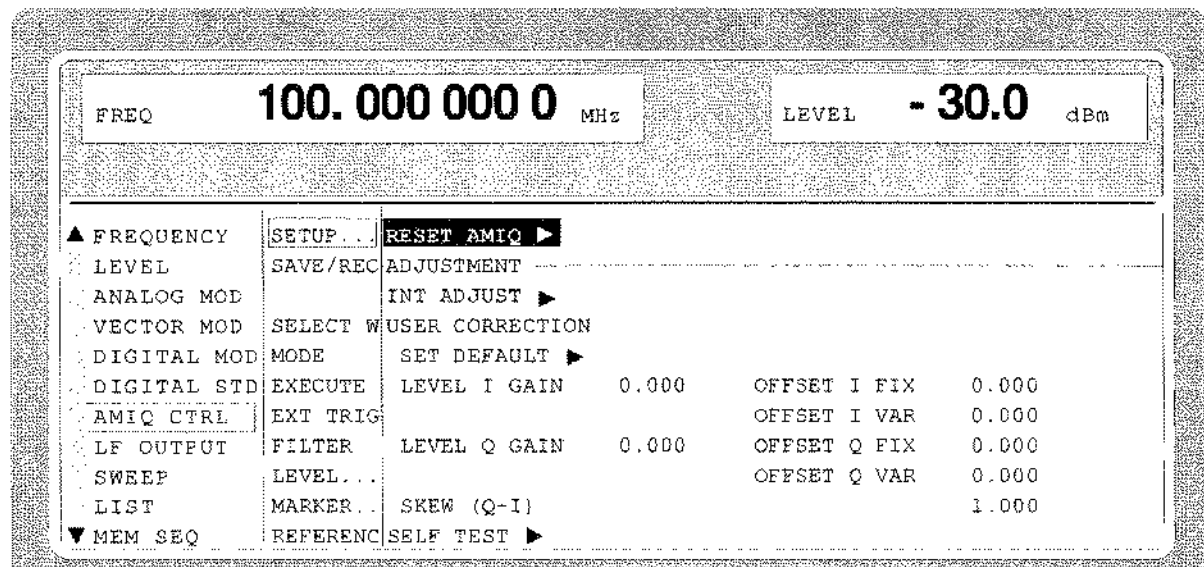 FREQ 100. 000 000 0 MHz LEVEL - 30.0 dBm
FREQUENCY SETUP... RESET AMIQ
LEVEL SAVE/REC ADJUSTMENT
ANALOG MOD INT ADJUST
VECTOR MOD SELECT W USER CORRECTION
DIGITAL MOD MODE SET DEFAULT
DIGITAL STD EXECUTE LEVEL I GAIN 0.000 OFFSET I FIX 0.000
AMIQ CTRL EXT TRIG OFFSET I VAR 0.000
LF OUTPUT FILTER LEVEL Q GAIN 0.000 OFFSET Q FIX 0.000
SWEEP LEVEL... OFFSET Q VAR 0.000
LIST MARKER.. SKEW (Q-I) 1.000
MEM SEQ REFERENC SELF TEST